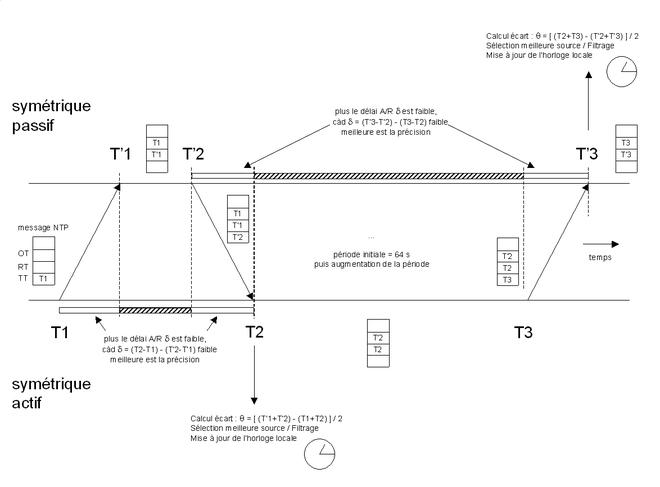 Calcul écart : θ = [ (T2+T3) - (T'2+T'3) ] / 2
Sélection meilleure source / Filtrage
Mise à jour de l'horloge locale
symétrique
passif
plus le délai A/R δ est faible,
càd δ = (T'3-T'2) - (T3-T2) faible
meilleure est la précision
T1
T'1
T3
T'3
T'1
T'2
T'3
message NTP
OT
RT
TT
T1
T1
T'1
T'2
...
période initiale = 64 s
puis augmentation de la période
T'2
T2
T3
temps
T1
T2
T3
plus le délai A/R δ est faible,
càd δ = (T2-T1) - (T'2-T'1) faible
meilleure est la précision
T'2
T2
symétrique
actif
Calcul écart : θ = [ (T'1+T'2) - (T1+T2) ] / 2
Sélection meilleure source / Filtrage
Mise à jour de l'horloge locale